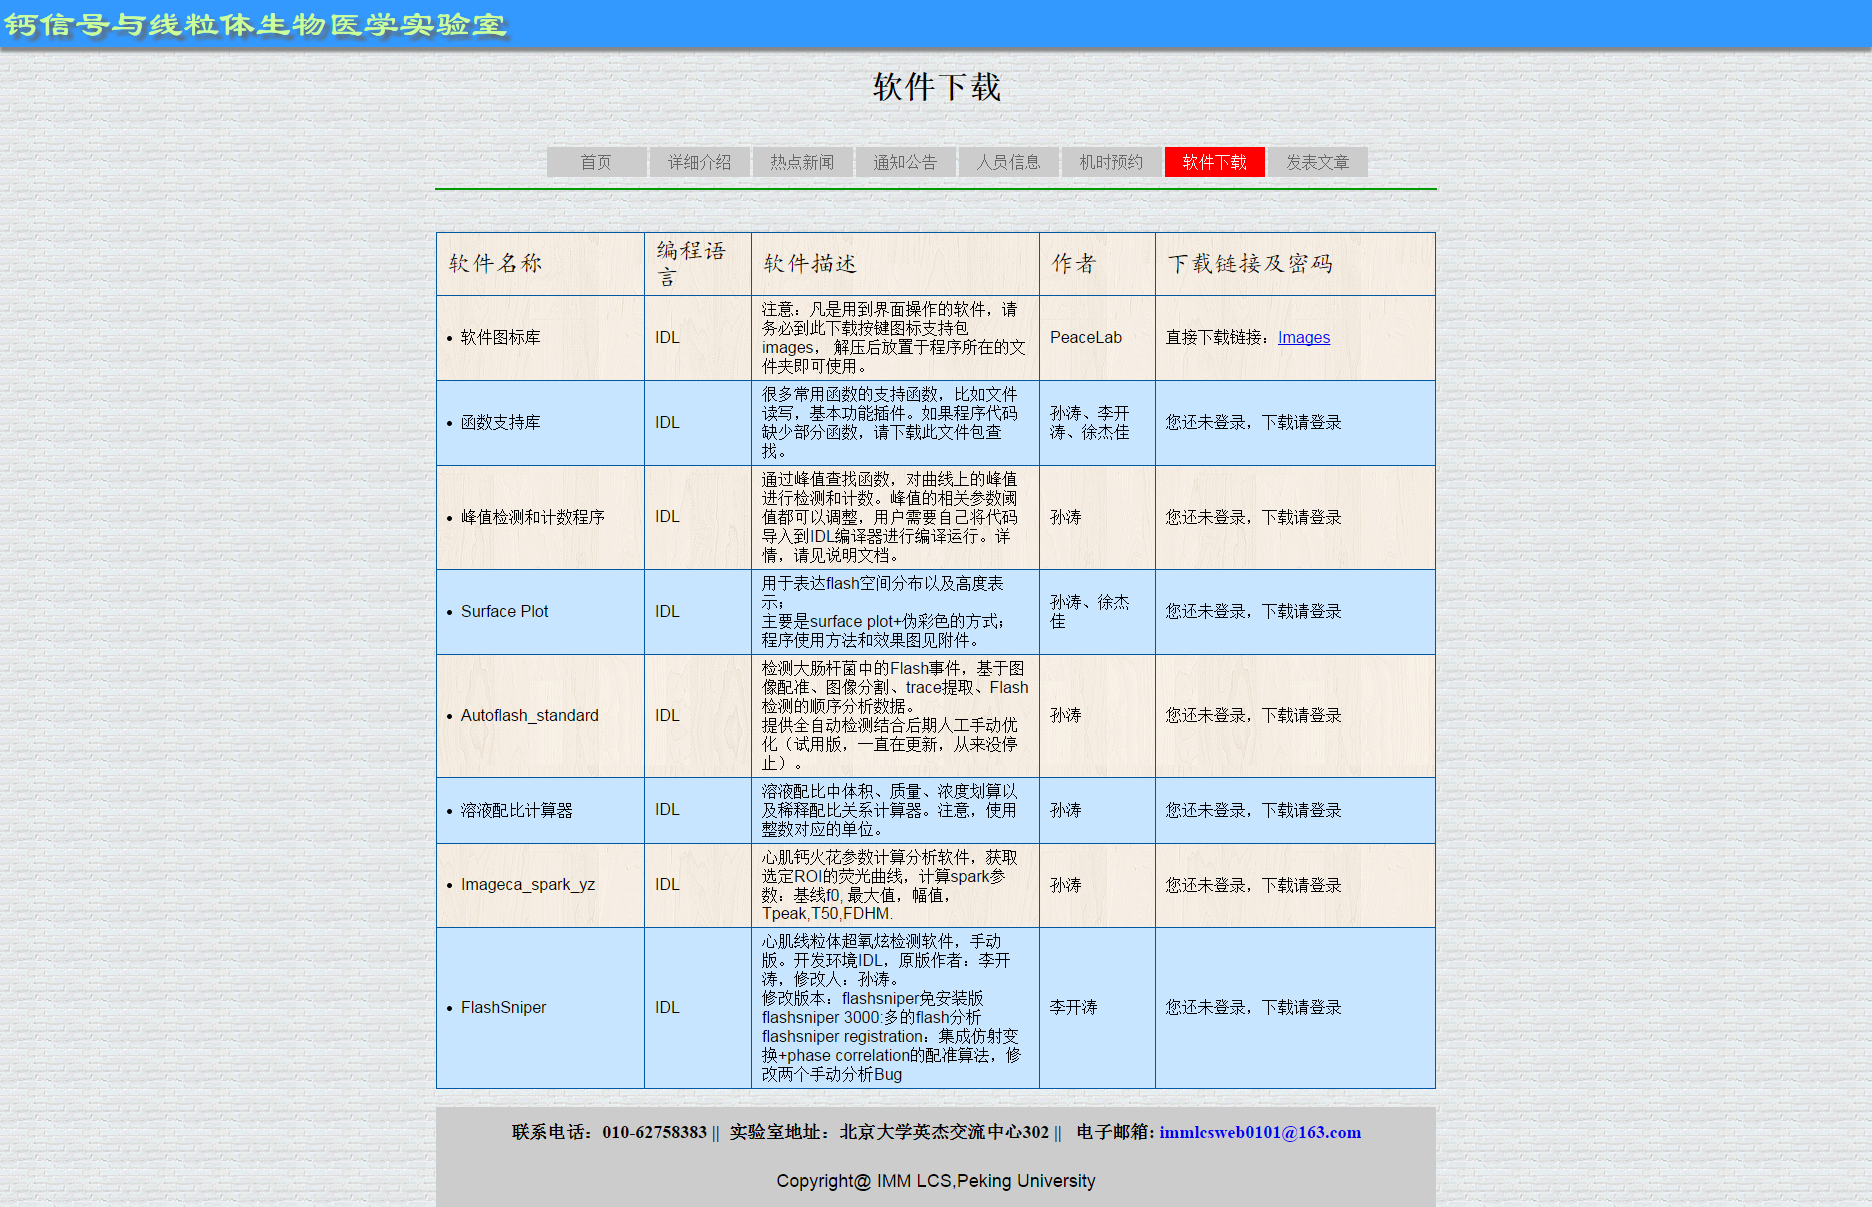 钙信号与线粒体生物医学实验室
软件下载
首页 详细介绍 热点新闻 通知公告 人员信息 机时预约 软件下载 发表文章
软件名称
编程语
言
软件描述
作者
下载链接及密码
软件图标库
IDL
注意：凡是用到界面操作的软件，请
务必到此下载按键图标支持包
images， 解压后放置于程序所在的文
件夹即可使用。
PeaceLab
直接下载链接：Images
函数支持库
IDL
很多常用函数的支持函数，比如文件
读写，基本功能插件。如果程序代码
缺少部分函数，请下载此文件包查
找。
孙涛、李开
涛、徐杰佳
您还未登录，下载请登录
峰值检测和计数程序
IDL
通过峰值查找函数，对曲线上的峰值
进行检测和计数。峰值的相关参数阈
值都可以调整，用户需要自己将代码
导入到IDL编译器进行编译运行。详
情，请见说明文档。
孙涛
您还未登录，下载请登录
Surface Plot
IDL
用于表达flash空间分布以及高度表
示；
主要是surface plot+伪彩色的方式；
程序使用方法和效果图见附件。
孙涛、徐杰
佳
您还未登录，下载请登录
Autoflash_standard
IDL
检测大肠杆菌中的Flash事件，基于图
像配准、图像分割、trace提取、Flash
检测的顺序分析数据。
提供全自动检测结合后期人工手动优
化（试用版，一直在更新，从来没停
止）。
孙涛
您还未登录，下载请登录
溶液配比计算器
IDL
溶液配比中体积、质量、浓度划算以
及稀释配比关系计算器。注意，使用
整数对应的单位。
孙涛
您还未登录，下载请登录
Imageca_spark_yz
IDL
心肌钙火花参数计算分析软件，获取
选定ROI的荧光曲线，计算spark参
数：基线f0, 最大值，幅值，
Tpeak,T50,FDHM.
孙涛
您还未登录，下载请登录
FlashSniper
IDL
心肌线粒体超氧炫检测软件，手动
版。开发环境IDL，原版作者：李开
涛，修改人：孙涛。
修改版本：flashsniper免安装版
flashsniper 3000:多的flash分析
flashsniper registration：集成仿射变
换+phase correlation的配准算法，修
改两个手动分析Bug
李开涛
您还未登录，下载请登录
联系电话：010-62758383 || 实验室地址：北京大学英杰交流中心302 || 电子邮箱: immlcsweb0101@163.com
Copyright@ IMM LCS,Peking University